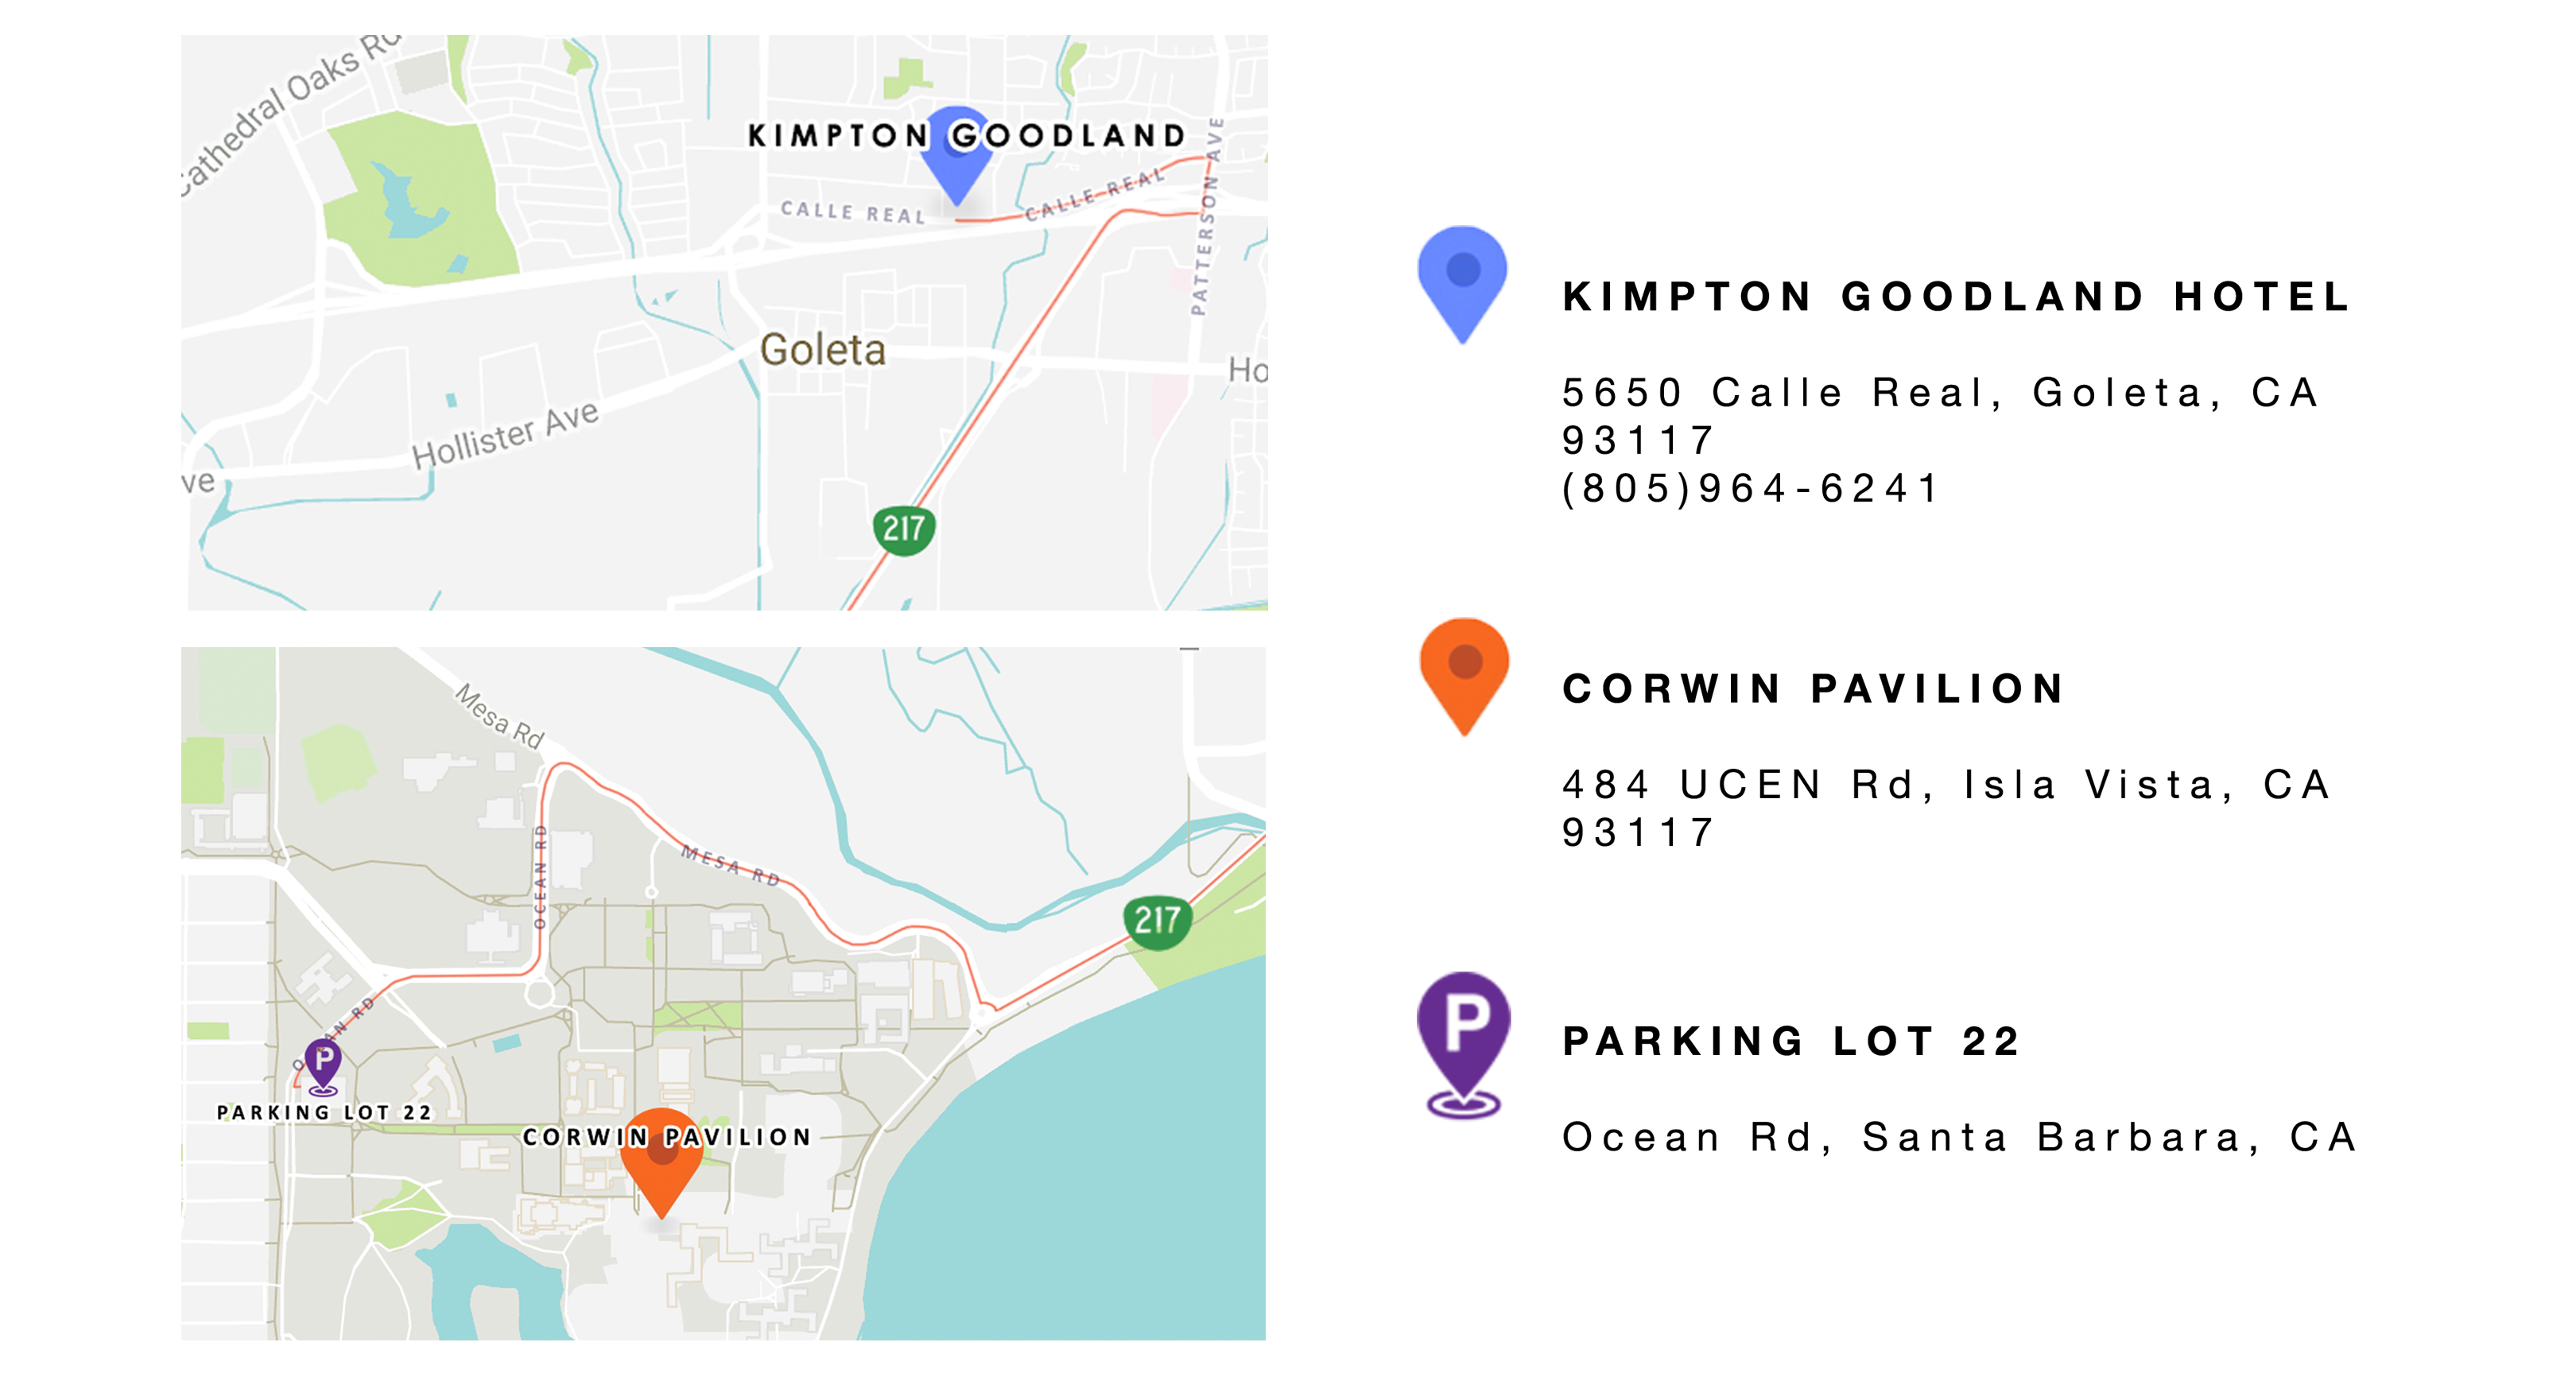 Cathedral Oaks Rd
KIMPTON GOODLAND
CALLE REAL
CALLE REAL
PATTERSON AVE
Goleta
Ho
Hollister Ave
ve
217
Mesa Rd
OCEAN RD
MESA RD
217
OCEAN RD
P
PARKING LOT 22
CORWIN PAVILION
KIMPTON GOODLAND HOTEL
5650 Calle Real, Goleta, CA
93117
(805)964-6241
CORWIN PAVILION
484 UCEN Rd, Isla Vista, CA
93117
P
PARKING LOT 22
Ocean Rd, Santa Barbara, CA